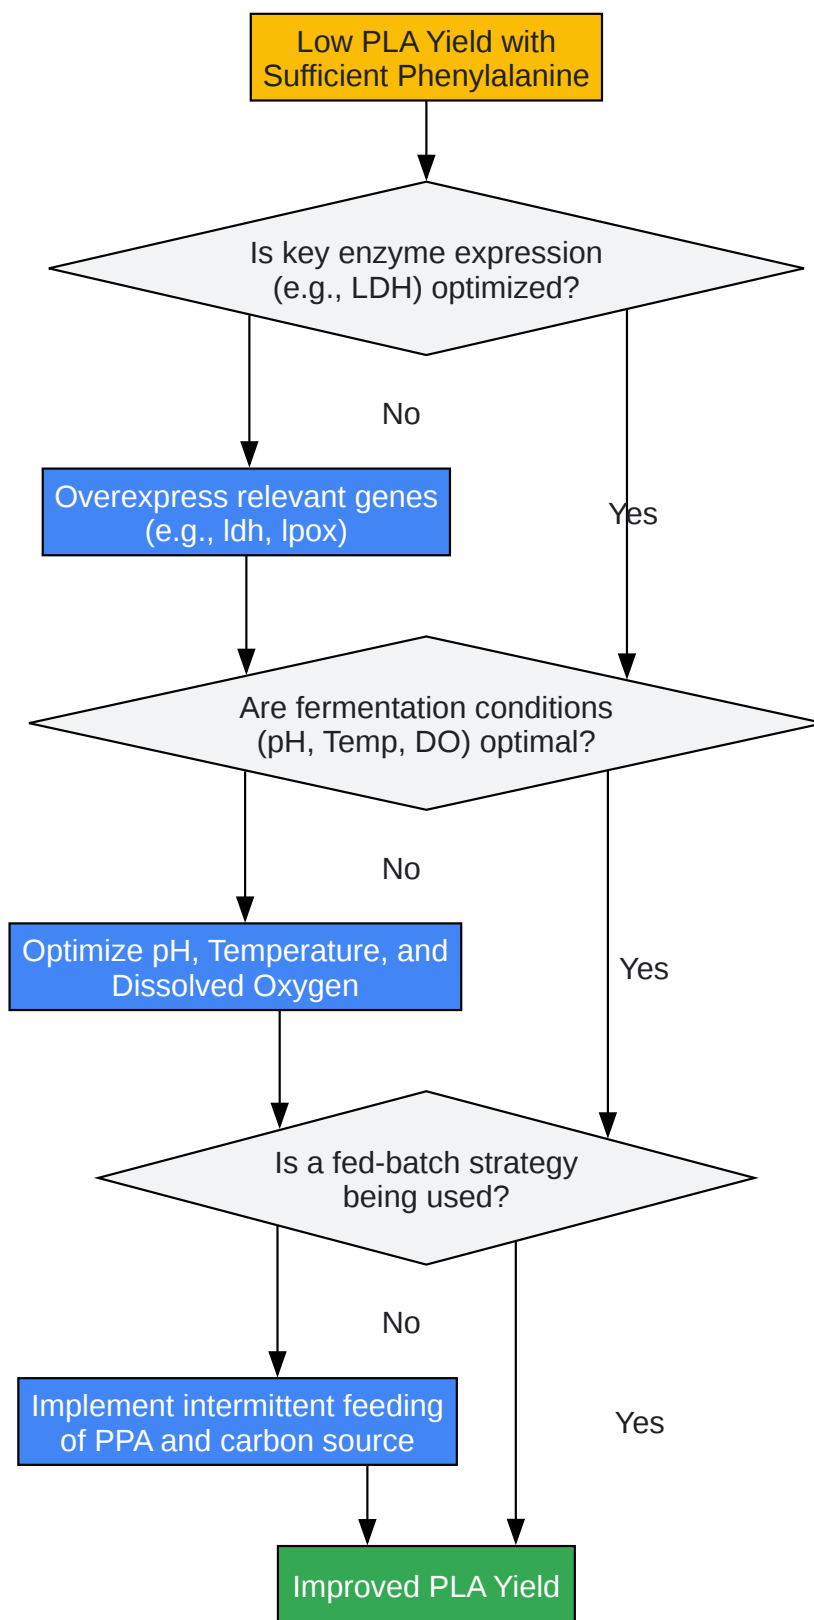 Low PLA Yield with
Sufficient Phenylalanine
Is key enzyme expression
(e.g., LDH) optimized?
No
Overexpress relevant genes
(e.g., ldh, lpox)
Yes
Are fermentation conditions
(pH, Temp, DO) optimal?
No
Optimize pH, Temperature, and
Dissolved Oxygen
Yes
Is a fed-batch strategy
being used?
No
Implement intermittent feeding
of PPA and carbon source
Yes
Improved PLA Yield